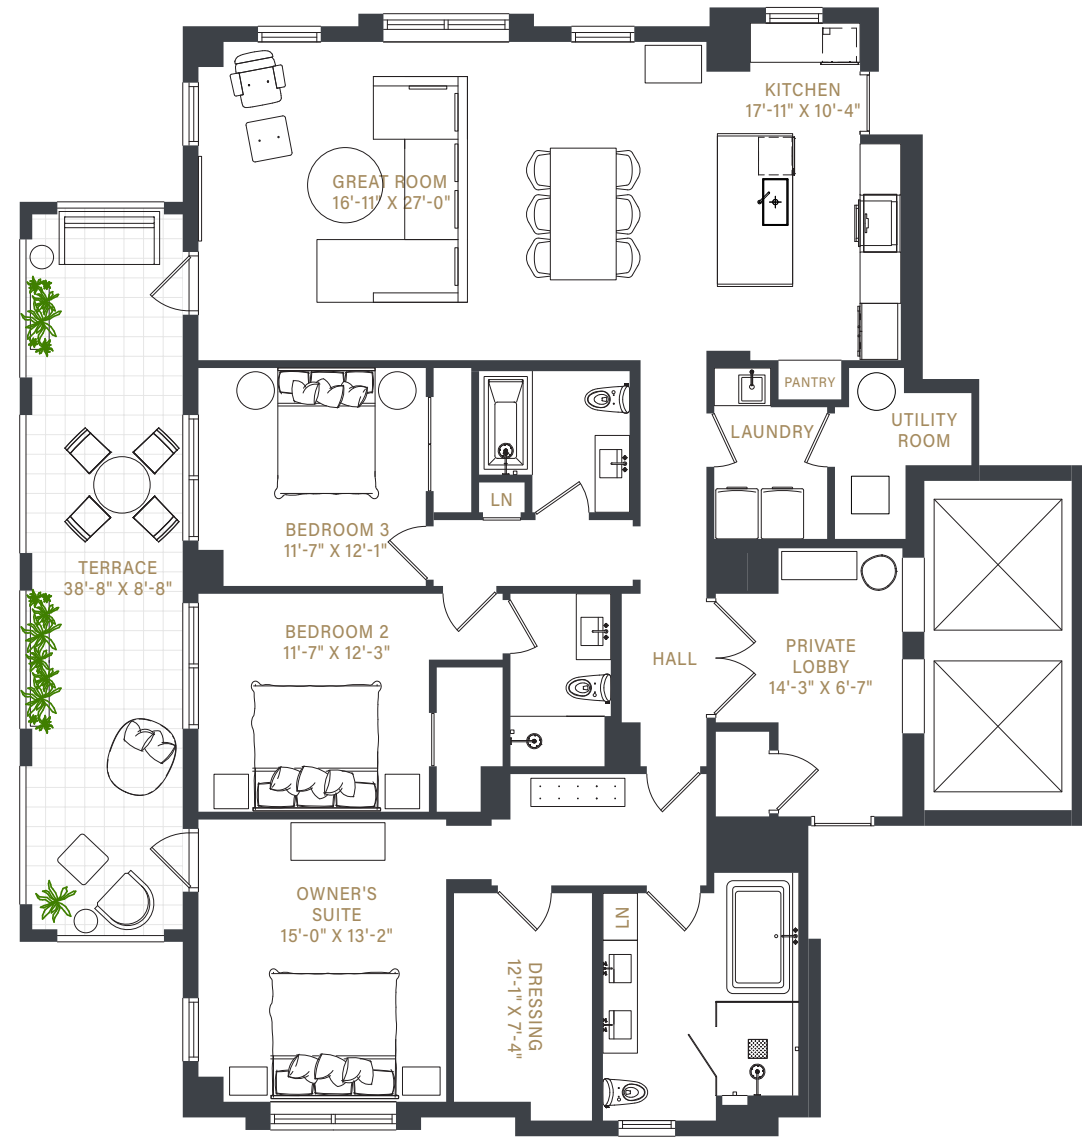 KITCHEN
17'-11" X 10'-4"
GREAT ROOM
16'-11" X 27'-0"
PANTRY
LAUNDRY
UTILITY
ROOM
LN
BEDROOM 3
11'-7" X 12'-1"
TERRACE
38'-8" X 8'-8"
BEDROOM 2
11'-7" X 12'-3"
HALL
PRIVATE
LOBBY
14'-3" X 6'-7"
OWNER'S
SUITE
15'-0" X 13'-2"
LN
DRESSING
12'-1" X 7'-4"